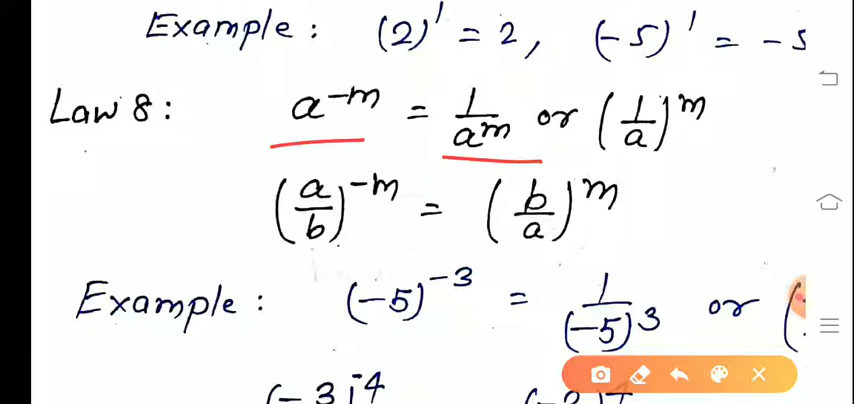 Example : (2)¹ = 2, (-5)¹ = -5
Law 8 : a⁻ᵐ = 1/aᵐ or (1/a)ᵐ
(a/b)⁻ᵐ = (b/a)ᵐ
Example : (-5)⁻³ = 1/(-5)³ or (